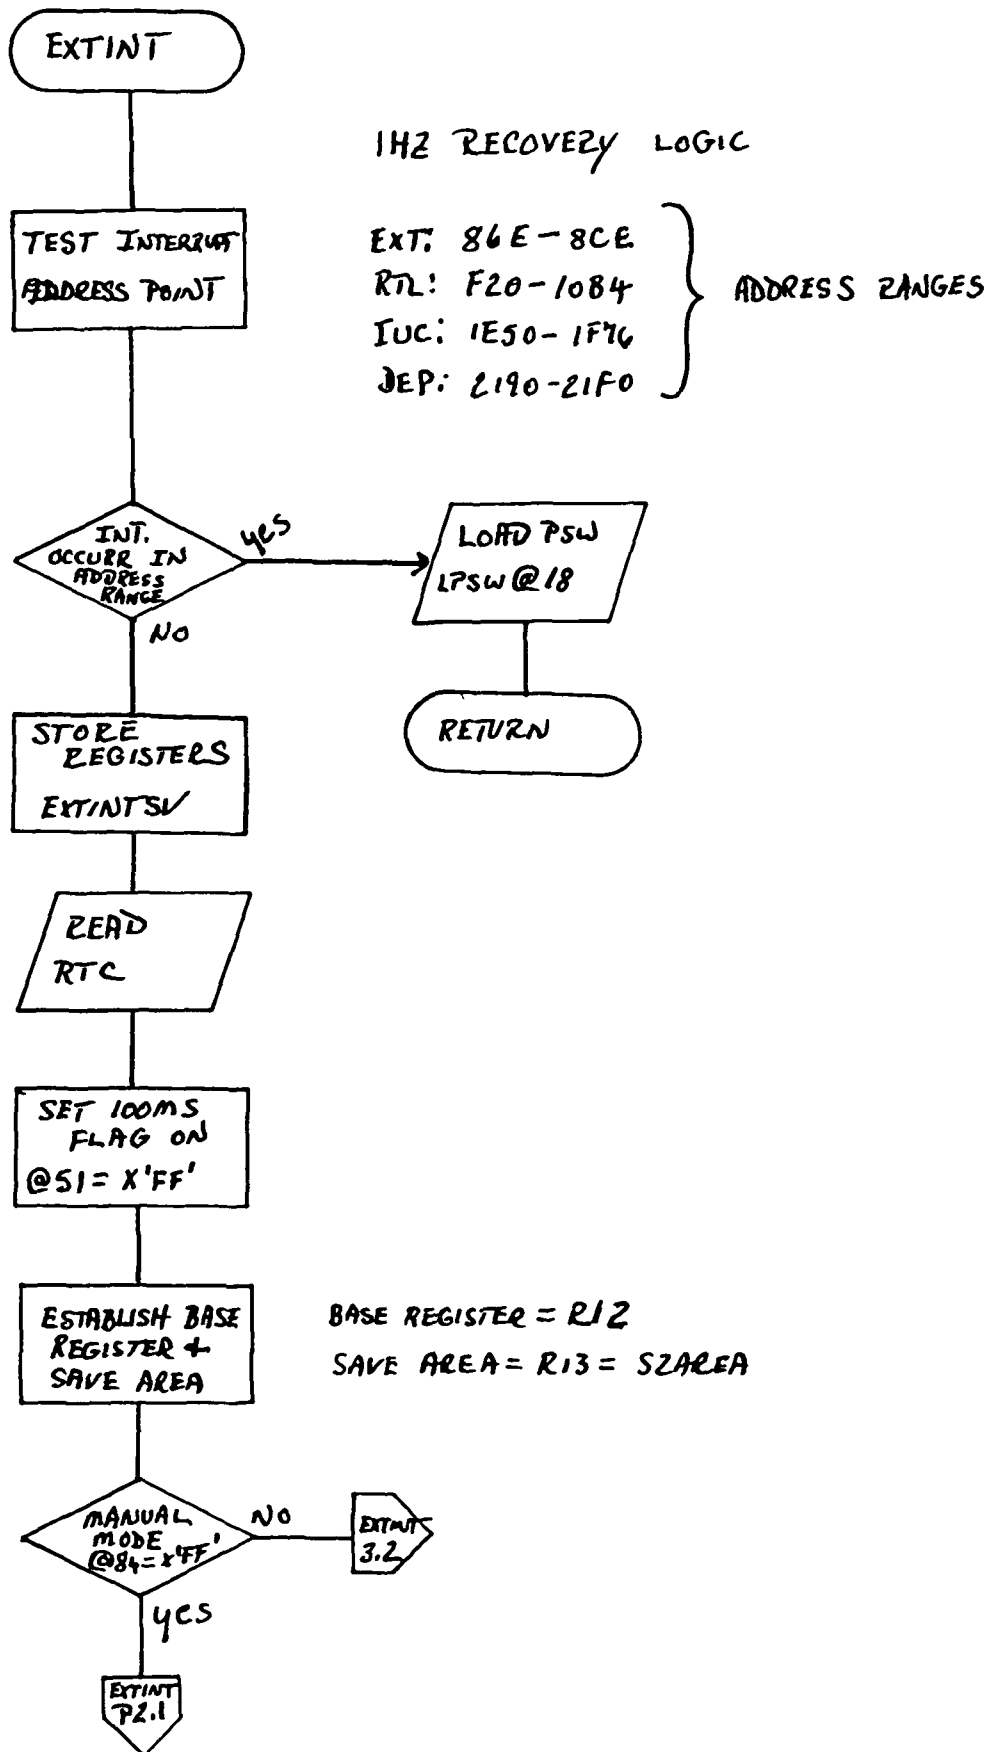 EXTINT
1HZ RECOVERY LOGIC
TEST INTERRUPT
ADDRESS POINT
EXT: 86E-8CE
RTL: F20-10B4
IUC: 1E50-1F76
DEP: 2190-21F0
ADDRESS RANGES
INT.
OCCURR IN
ADDRESS
RANGE
yes
NO
LOAD PSW
LPSW@18
RETURN
STORE
REGISTERS
EXTINTSV
READ
RTC
SET 100MS
FLAG ON
@51= X'FF'
ESTABLISH BASE
REGISTER +
SAVE AREA
BASE REGISTER = R12
SAVE AREA = R13 = SZAREA
MANUAL
MODE
@84=X'FF'
NO
EXTINT
3.2
yes
EXTINT
P2.1